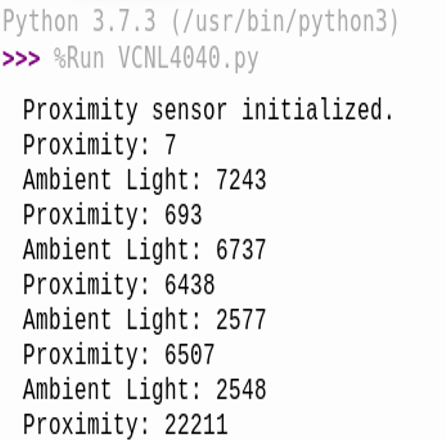 Python 3.7.3 (/usr/bin/python3)
>>> %Run VCNL4040.py
Proximity sensor initialized.
Proximity: 7
Ambient Light: 7243
Proximity: 693
Ambient Light: 6737
Proximity: 6438
Ambient Light: 2577
Proximity: 6507
Ambient Light: 2548
Proximity: 22211